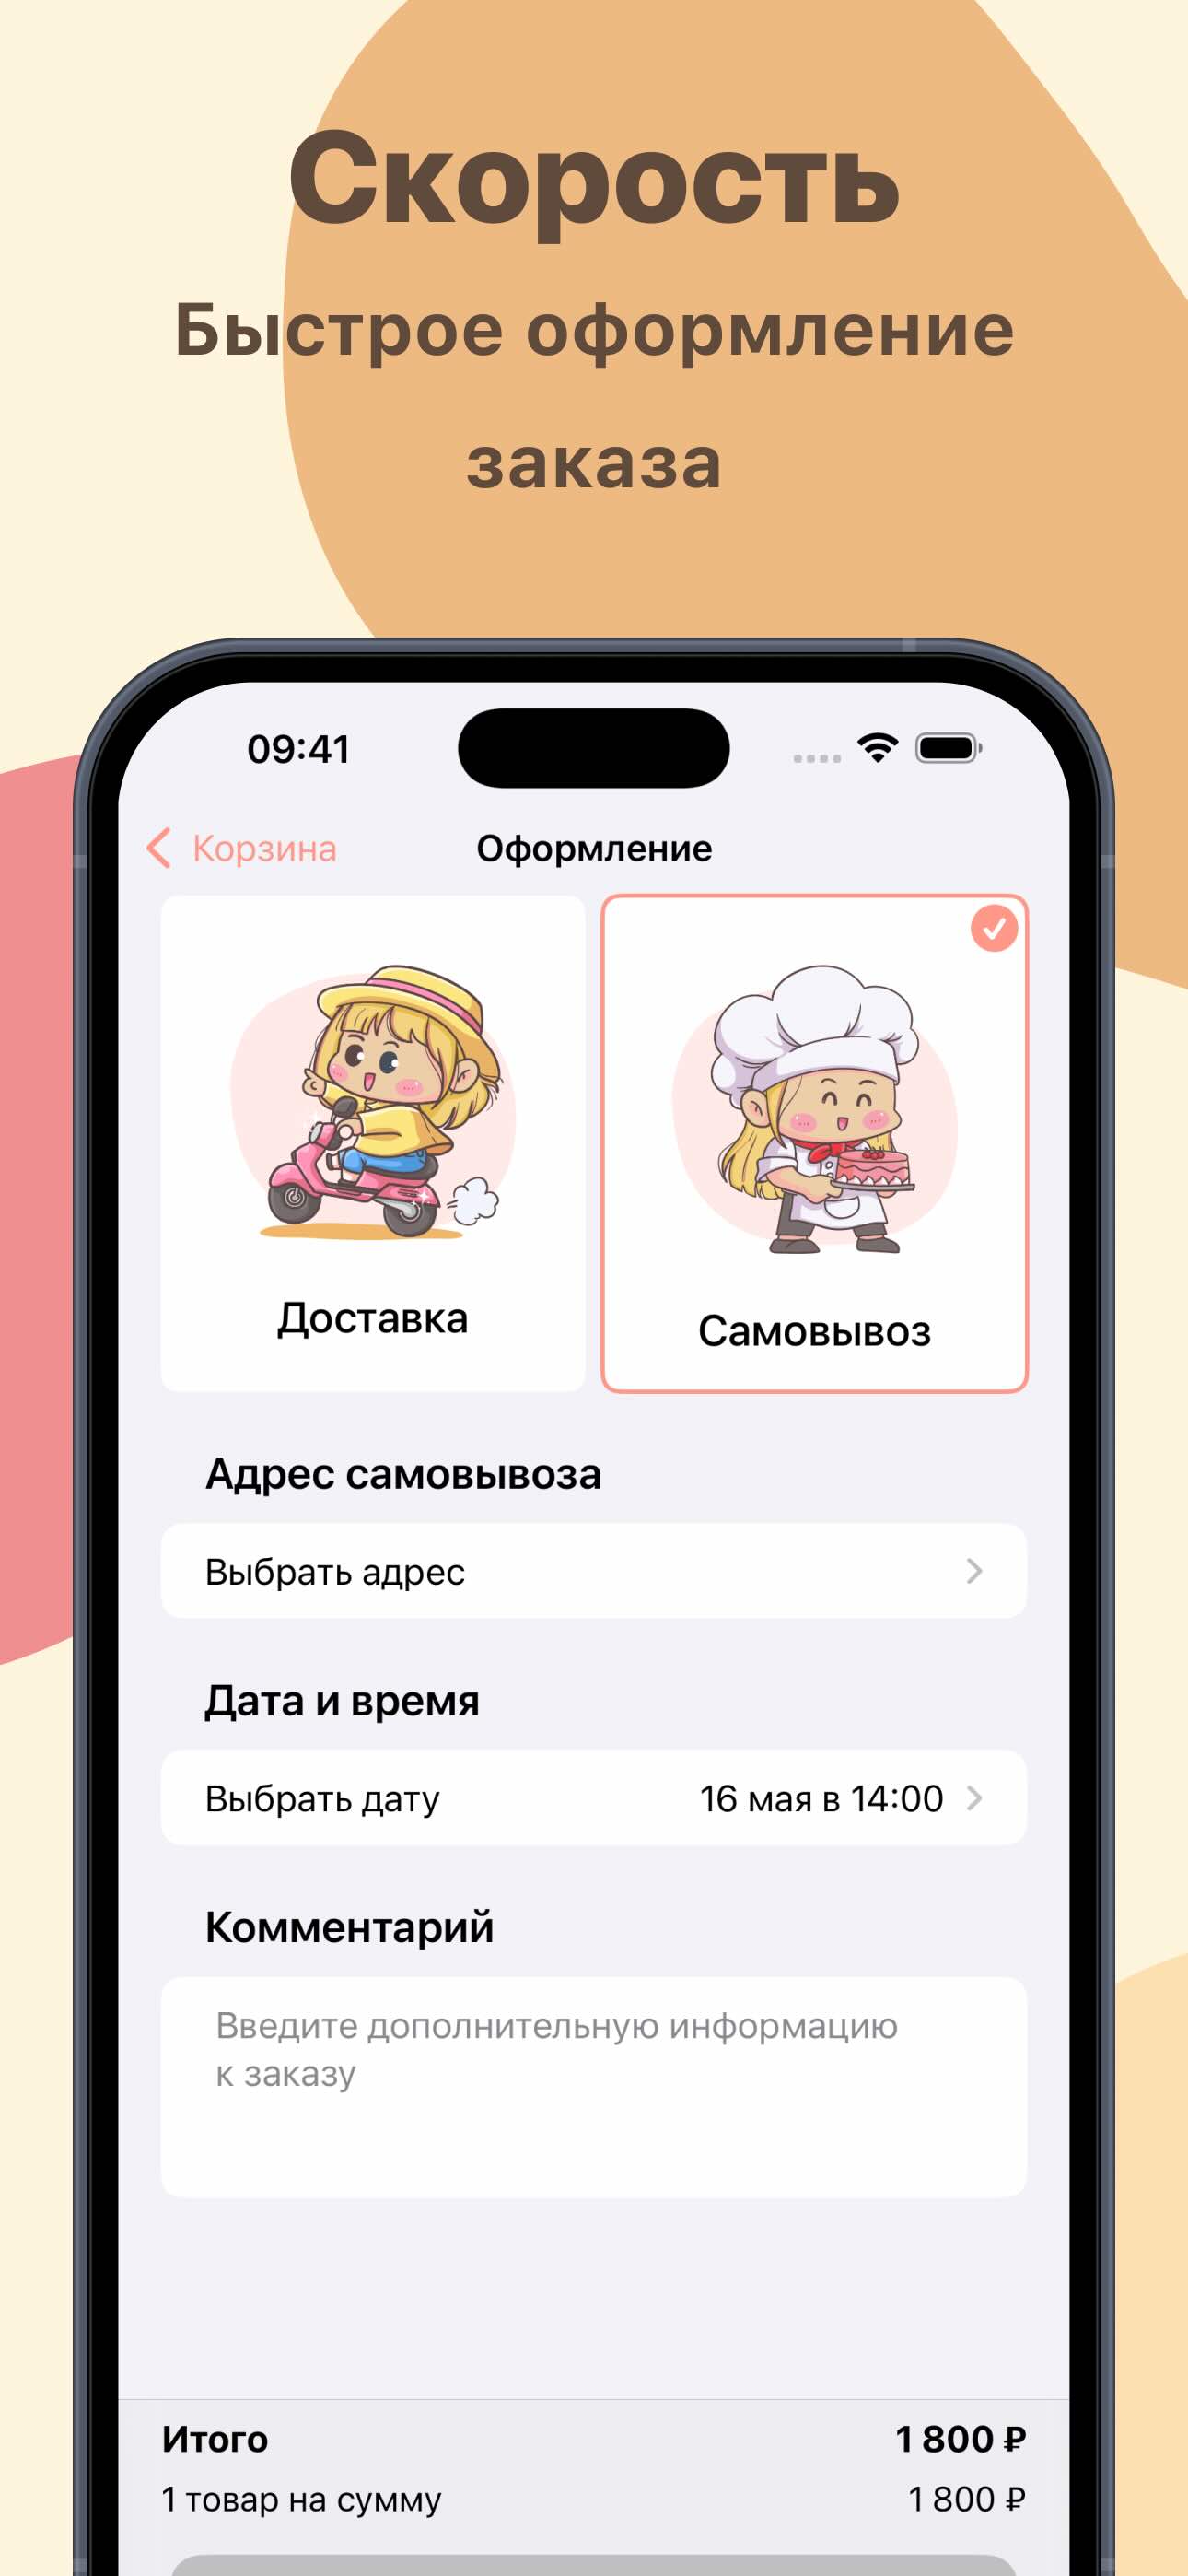 Скорость
Быстрое оформление
заказа
09:41
Корзина
Оформление
Доставка
Самовывоз
Адрес самовывоза
Выбрать адрес
Дата и время
Выбрать дату 16 мая в 14:00
Комментарий
Введите дополнительную информацию
к заказу
Итого 1 800 ₽
1 товар на сумму 1 800 ₽